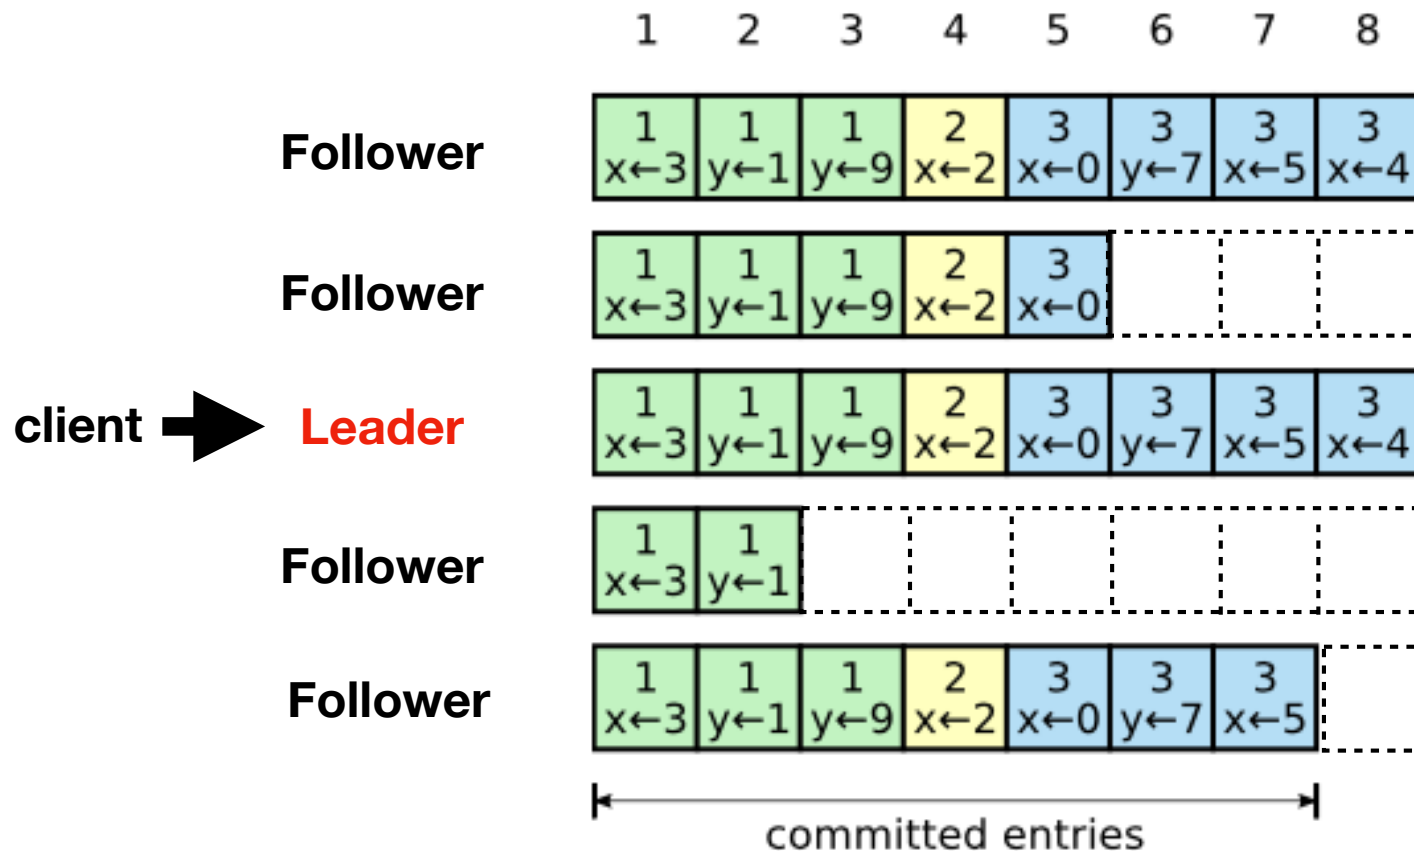 1 2 3 4 5 6 7 8
Follower
1 1 1 2 3 3 3 3
x←3 y←1 y←9 x←2 x←0 y←7 x←5 x←4
Follower
1 1 1 2 3
x←3 y←1 y←9 x←2 x←0
client Leader
1 1 1 2 3 3 3 3
x←3 y←1 y←9 x←2 x←0 y←7 x←5 x←4
Follower
1 1
x←3 y←1
Follower
1 1 1 2 3 3 3
x←3 y←1 y←9 x←2 x←0 y←7 x←5
committed entries